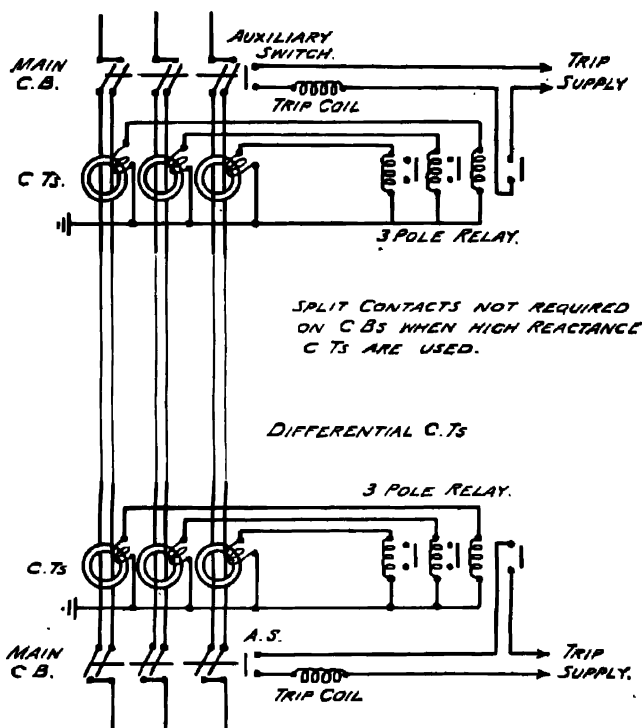 AUXILIARY
SWITCH.
MAIN
C.B.
TRIP
SUPPLY
TRIP COIL
C Ts.
3 POLE RELAY.
SPLIT CONTACTS NOT REQUIRED
ON C Bs WHEN HIGH REACTANCE
C Ts ARE USED.
DIFFERENTIAL C.Ts
3 POLE RELAY.
C.Ts
A.S.
MAIN
C B.
TRIP
SUPPLY.
TRIP COIL